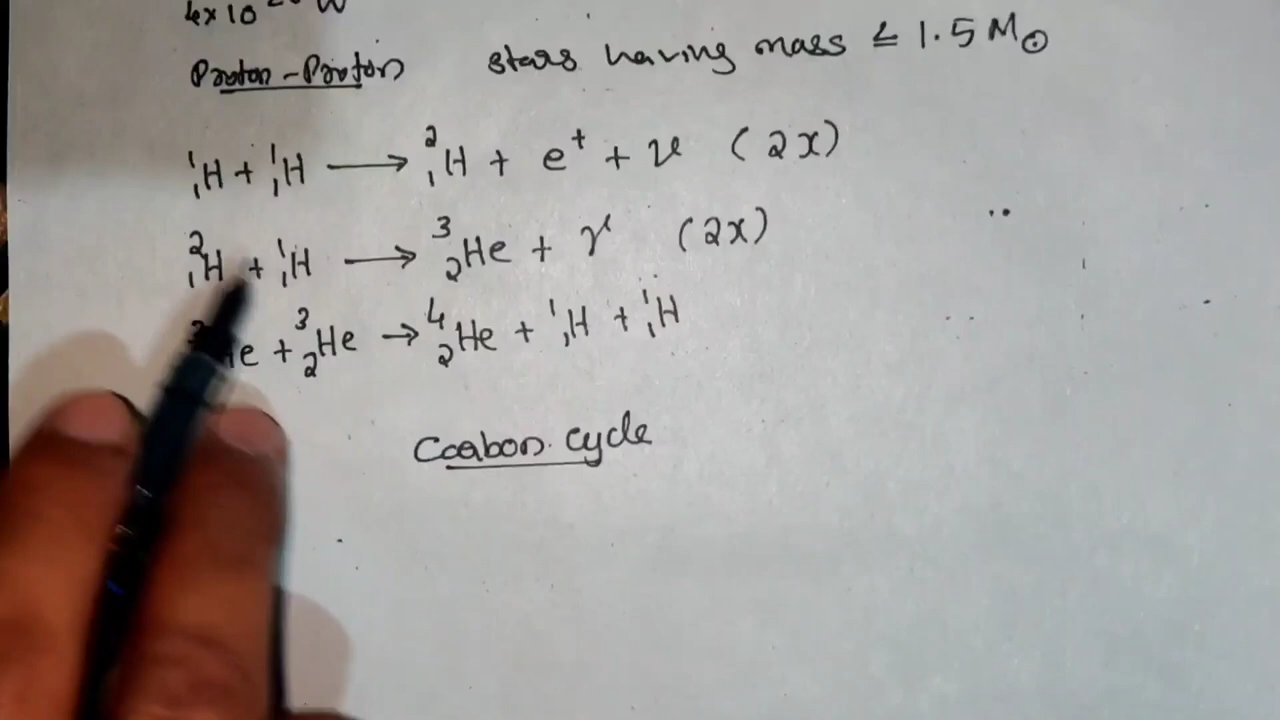 4x10 W
Proton-Proton stars having mass ≤ 1.5 M☉
¹₁H + ¹₁H ⟶ ²₁H + e⁺ + ν (2x)
²₁H + ¹₁H ⟶ ³₂He + γ (2x)
He + ³₂He → ⁴₂He + ¹₁H + ¹₁H
Carbon cycle